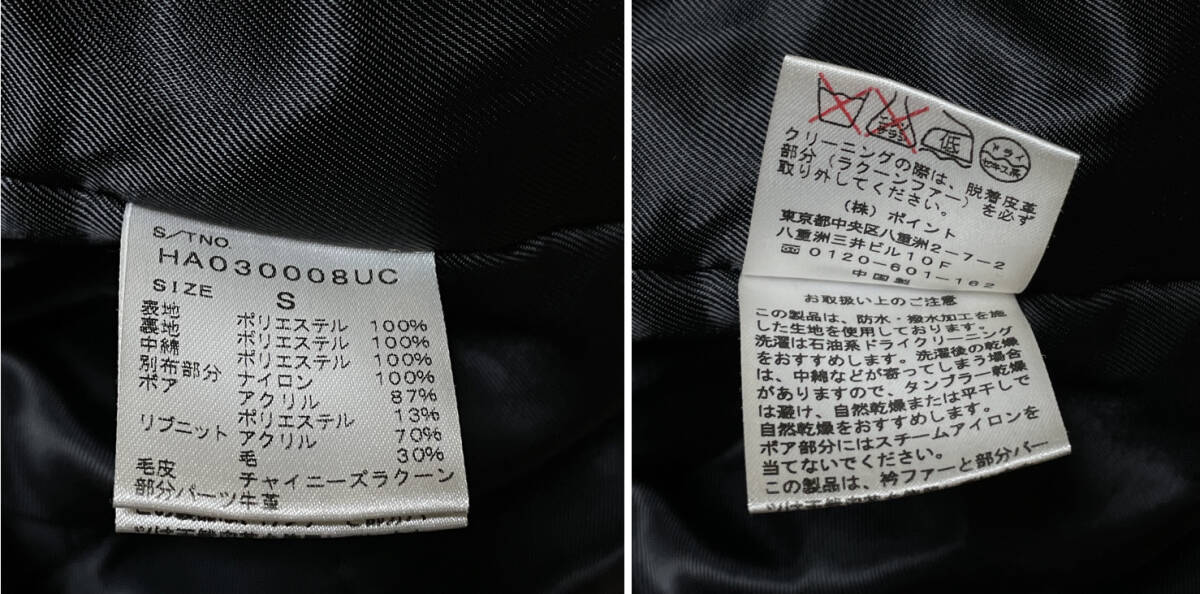 S/TNO.
HA030008UC
SIZE S
表地 ポリエステル 100%
裏地 ポリエステル 100%
中綿 ポリエステル 100%
別布部分 ナイロン 100%
ボア アクリル 87%
ポリエステル 13%
リブニット アクリル 70%
毛 30%
毛皮 チャイニーズラクーン
部分パーツ牛革
低
ドライ
セキユ系
クリーニングの際は、脱着皮革
部分(ラクーンファー)を必ず
取り外してください。
(株)ポイント
東京都中央区八重洲2-7-2
八重洲三井ビル10F
0120-601-162
中国製
お取扱い上のご注意
この製品は、防水・撥水加工を施
した生地を使用しております。
洗濯は石油系ドライクリーニング
をおすすめします。洗濯後の乾燥
は、中綿などが寄ってしまう場合
がありますので、タンブラー乾燥
は避け、自然乾燥または平干しで
自然乾燥をおすすめします。
ボア部分にはスチームアイロンを
当てないでください。
この製品は、衿ファーと部分パー